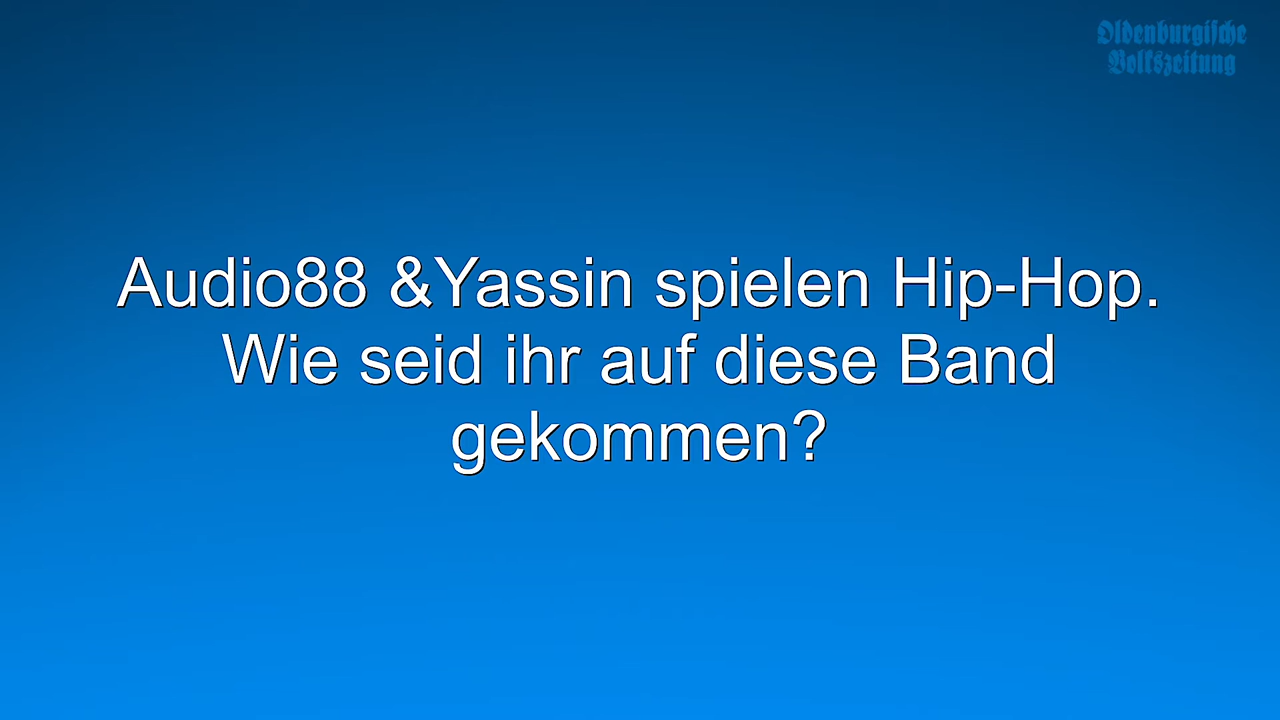 Oldenburgische
Volkszeitung
Audio88 &Yassin spielen Hip-Hop.
Wie seid ihr auf diese Band
gekommen?